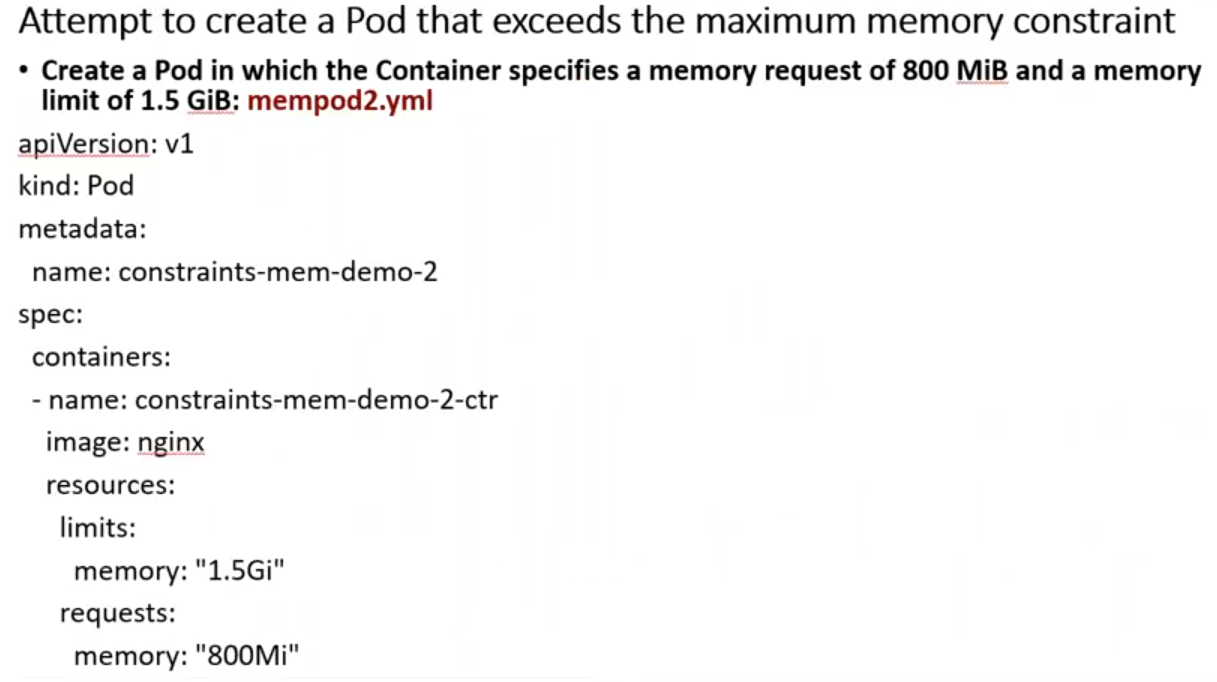 Attempt to create a Pod that exceeds the maximum memory constraint
• Create a Pod in which the Container specifies a memory request of 800 MiB and a memory
limit of 1.5 GiB: mempod2.yml
apiVersion: v1
kind: Pod
metadata:
  name: constraints-mem-demo-2
spec:
  containers:
  - name: constraints-mem-demo-2-ctr
    image: nginx
    resources:
      limits:
        memory: "1.5Gi"
      requests:
        memory: "800Mi"